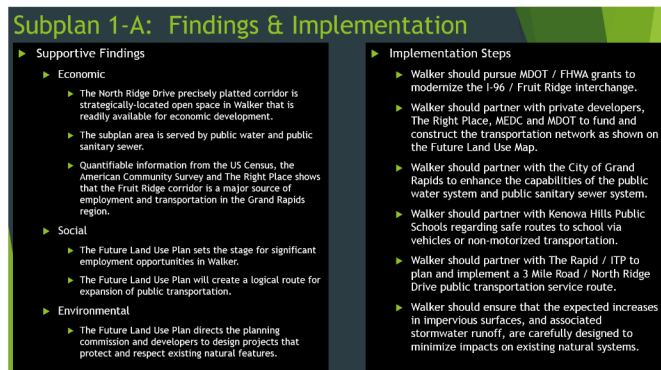 Subplan 1-A: Findings & Implementation
Supportive Findings
Economic
The North Ridge Drive precisely platted corridor is
strategically-located open space in Walker that is
readily available for economic development.
The subplan area is served by public water and public
sanitary sewer.
Quantifiable information from the US Census, the
American Community Survey and The Right Place shows
that the Fruit Ridge corridor is a major source of
employment and transportation in the Grand Rapids
region.
Social
The Future Land Use Plan sets the stage for significant
employment opportunities in Walker.
The Future Land Use Plan will create a logical route for
expansion of public transportation.
Environmental
The Future Land Use Plan directs the planning
commission and developers to design projects that
protect and respect existing natural features.
Implementation Steps
Walker should pursue MDOT / FHWA grants to
modernize the I-96 / Fruit Ridge interchange.
Walker should partner with private developers,
The Right Place, MEDC and MDOT to fund and
construct the transportation network as shown on
the Future Land Use Map.
Walker should partner with the City of Grand
Rapids to enhance the capabilities of the public
water system and public sanitary sewer system.
Walker should partner with Kenowa Hills Public
Schools regarding safe routes to school via
vehicles or non-motorized transportation.
Walker should partner with The Rapid / ITP to
plan and implement a 3 Mile Road / North Ridge
Drive public transportation service route.
Walker should ensure that the expected increases
in impervious surfaces, and associated
stormwater runoff, are carefully designed to
minimize impacts on existing natural systems.